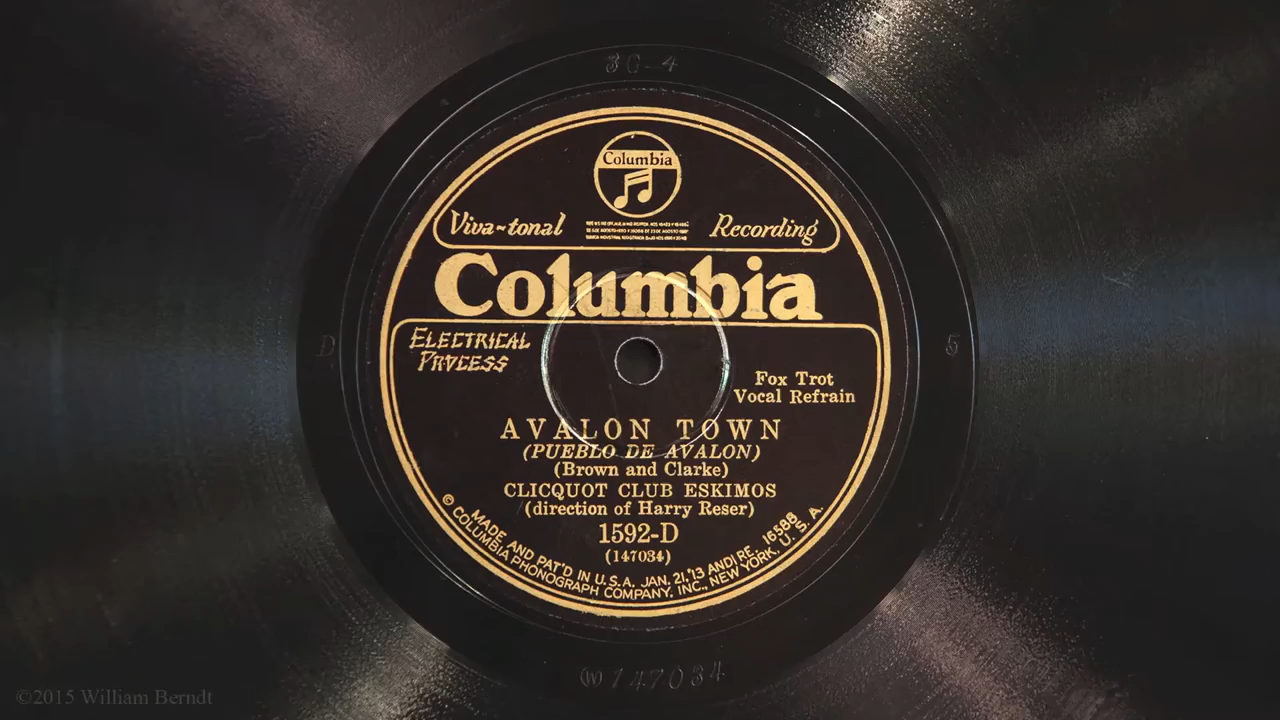 3G-4
Columbia
Viva-tonal Recording
Columbia
ELECTRICAL
PROCESS
Fox Trot
Vocal Refrain
AVALON TOWN
(PUEBLO DE AVALON)
(Brown and Clarke)
CLICQUOT CLUB ESKIMOS
(direction of Harry Reser)
1592-D
(147034)
MADE AND PAT'D IN U.S.A. JAN. 21,'13 AND RE. 16588
© COLUMBIA PHONOGRAPH COMPANY, INC., NEW YORK, U.S.A.
D
5
W147034
©2015 William Berndt